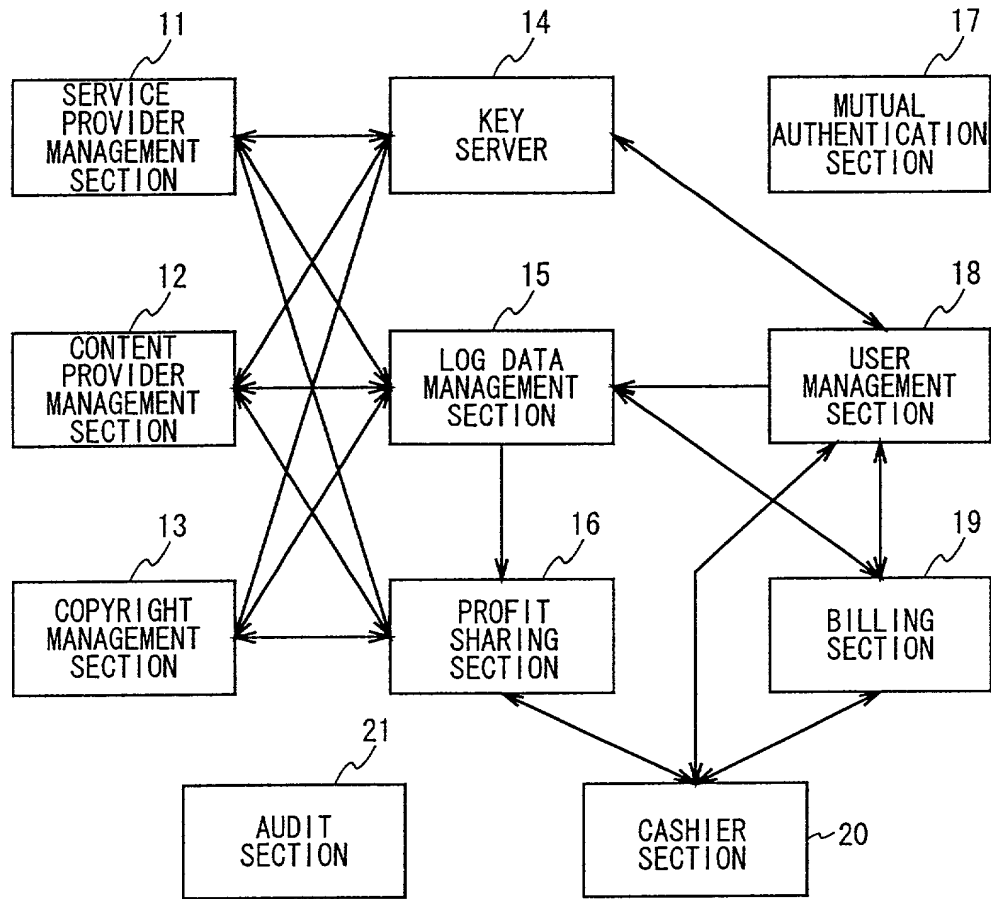 11
14
17
SERVICE
PROVIDER
MANAGEMENT
SECTION
KEY
SERVER
MUTUAL
AUTHENTICATION
SECTION
12
15
18
CONTENT
PROVIDER
MANAGEMENT
SECTION
LOG DATA
MANAGEMENT
SECTION
USER
MANAGEMENT
SECTION
13
16
19
COPYRIGHT
MANAGEMENT
SECTION
PROFIT
SHARING
SECTION
BILLING
SECTION
21
AUDIT
SECTION
CASHIER
SECTION
20